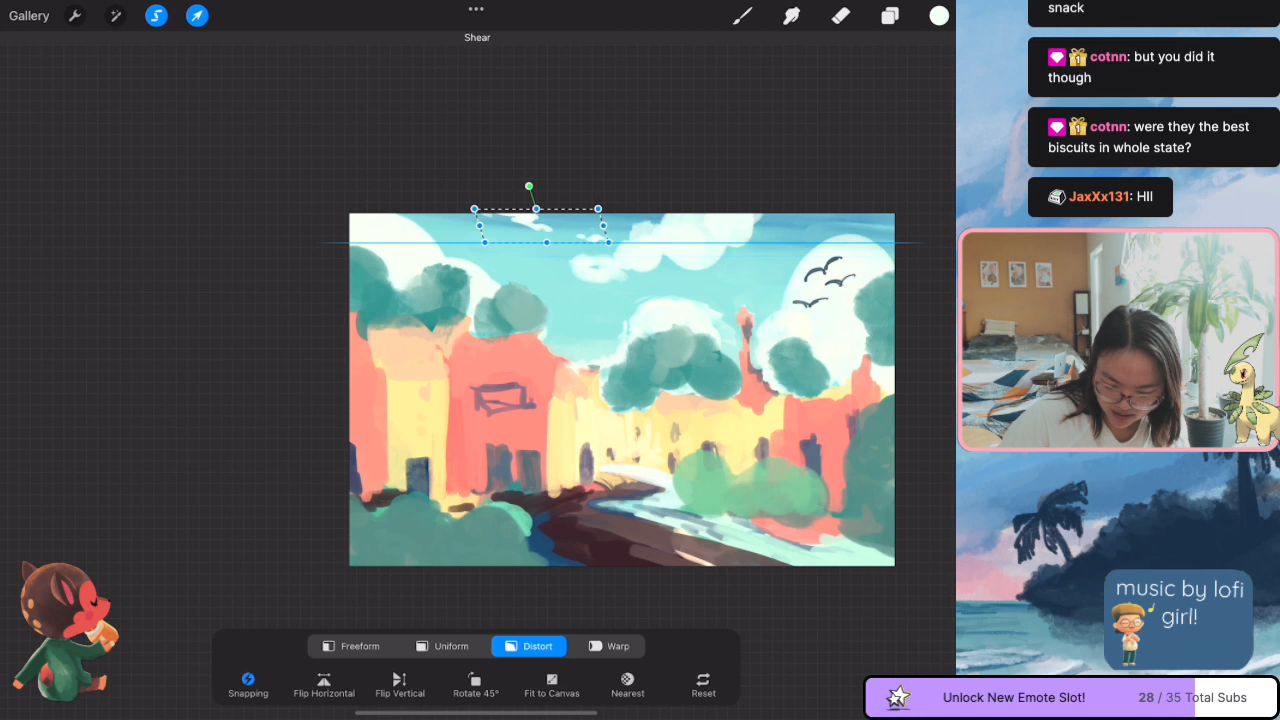 Gallery
Shear
snack
cotnn: but you did it
though
cotnn: were they the best
biscuits in whole state?
JaxXx131: HII
music by lofi
girl!
Freeform
Uniform
Distort
Warp
Snapping
Flip Horizontal
Flip Vertical
Rotate 45°
Fit to Canvas
Nearest
Reset
Unlock New Emote Slot!
28 / 35 Total Subs